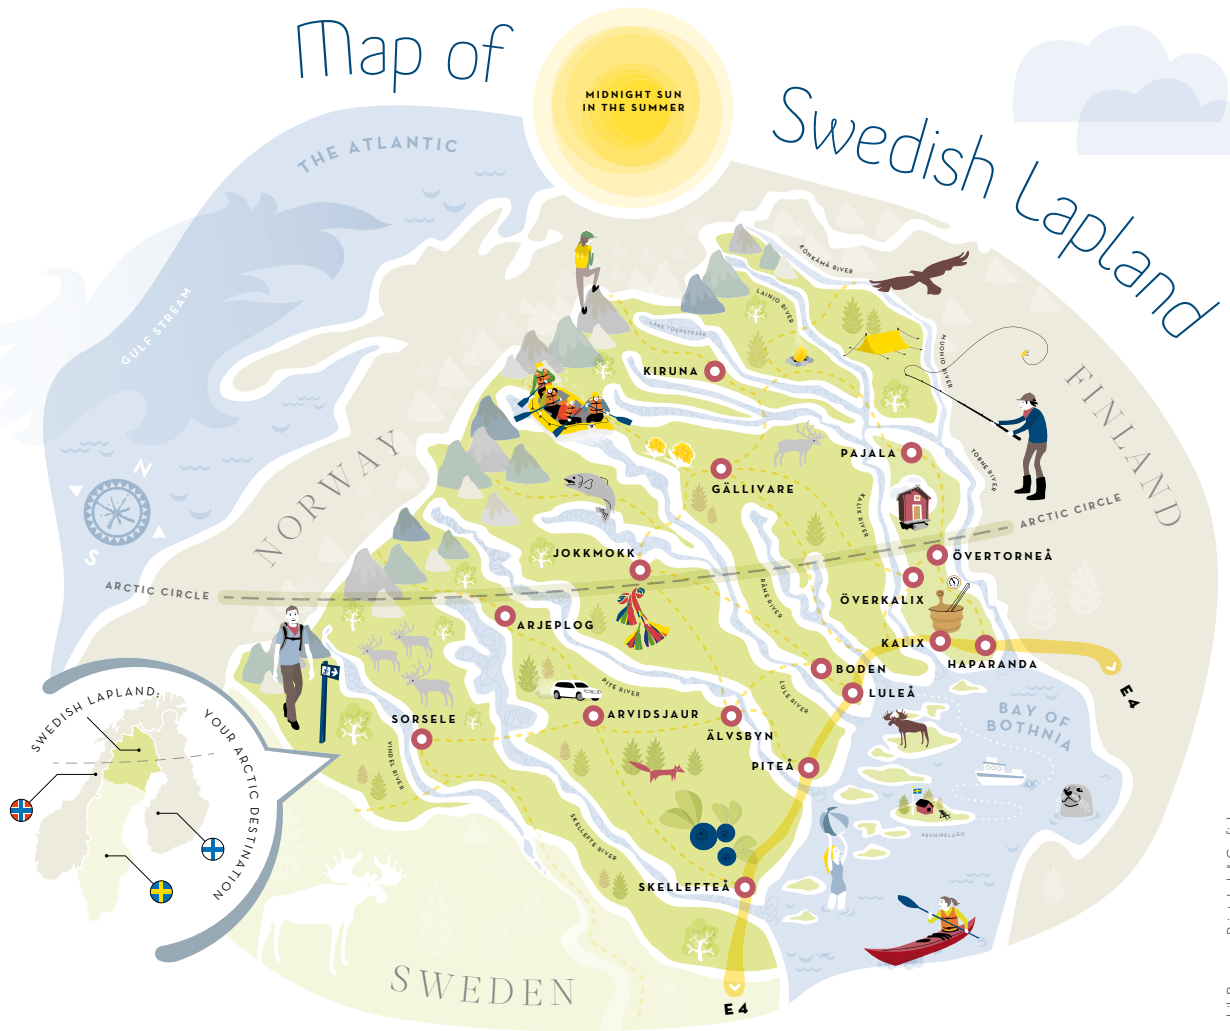 Map of
Swedish Lapland
MIDNIGHT SUN
IN THE SUMMER
THE ATLANTIC
GULF STREAM
N
S
NORWAY
FINLAND
SWEDEN
KÖNKÄMÄ RIVER
LAINIO RIVER
LAKE TORNETRÄSK
MUONIO RIVER
KIRUNA
PAJALA
TORNE RIVER
GÄLLIVARE
KALIX RIVER
ARCTIC CIRCLE
JOKKMOKK
ÖVERTORNEÅ
RÅNE RIVER
ÖVERKALIX
ARCTIC CIRCLE
ARJEPLOG
KALIX
HAPARANDA
BODEN
LULEÅ
E4
PITE RIVER
LULE RIVER
SORSELE
ARVIDSJAUR
ÄLVSBYN
BAY OF
BOTHNIA
VINDEL RIVER
PITEÅ
SKELLEFTE RIVER
ARCHIPELAGO
SKELLEFTEÅ
E4
SWEDISH LAPLAND:
YOUR ARCTIC DESTINATION